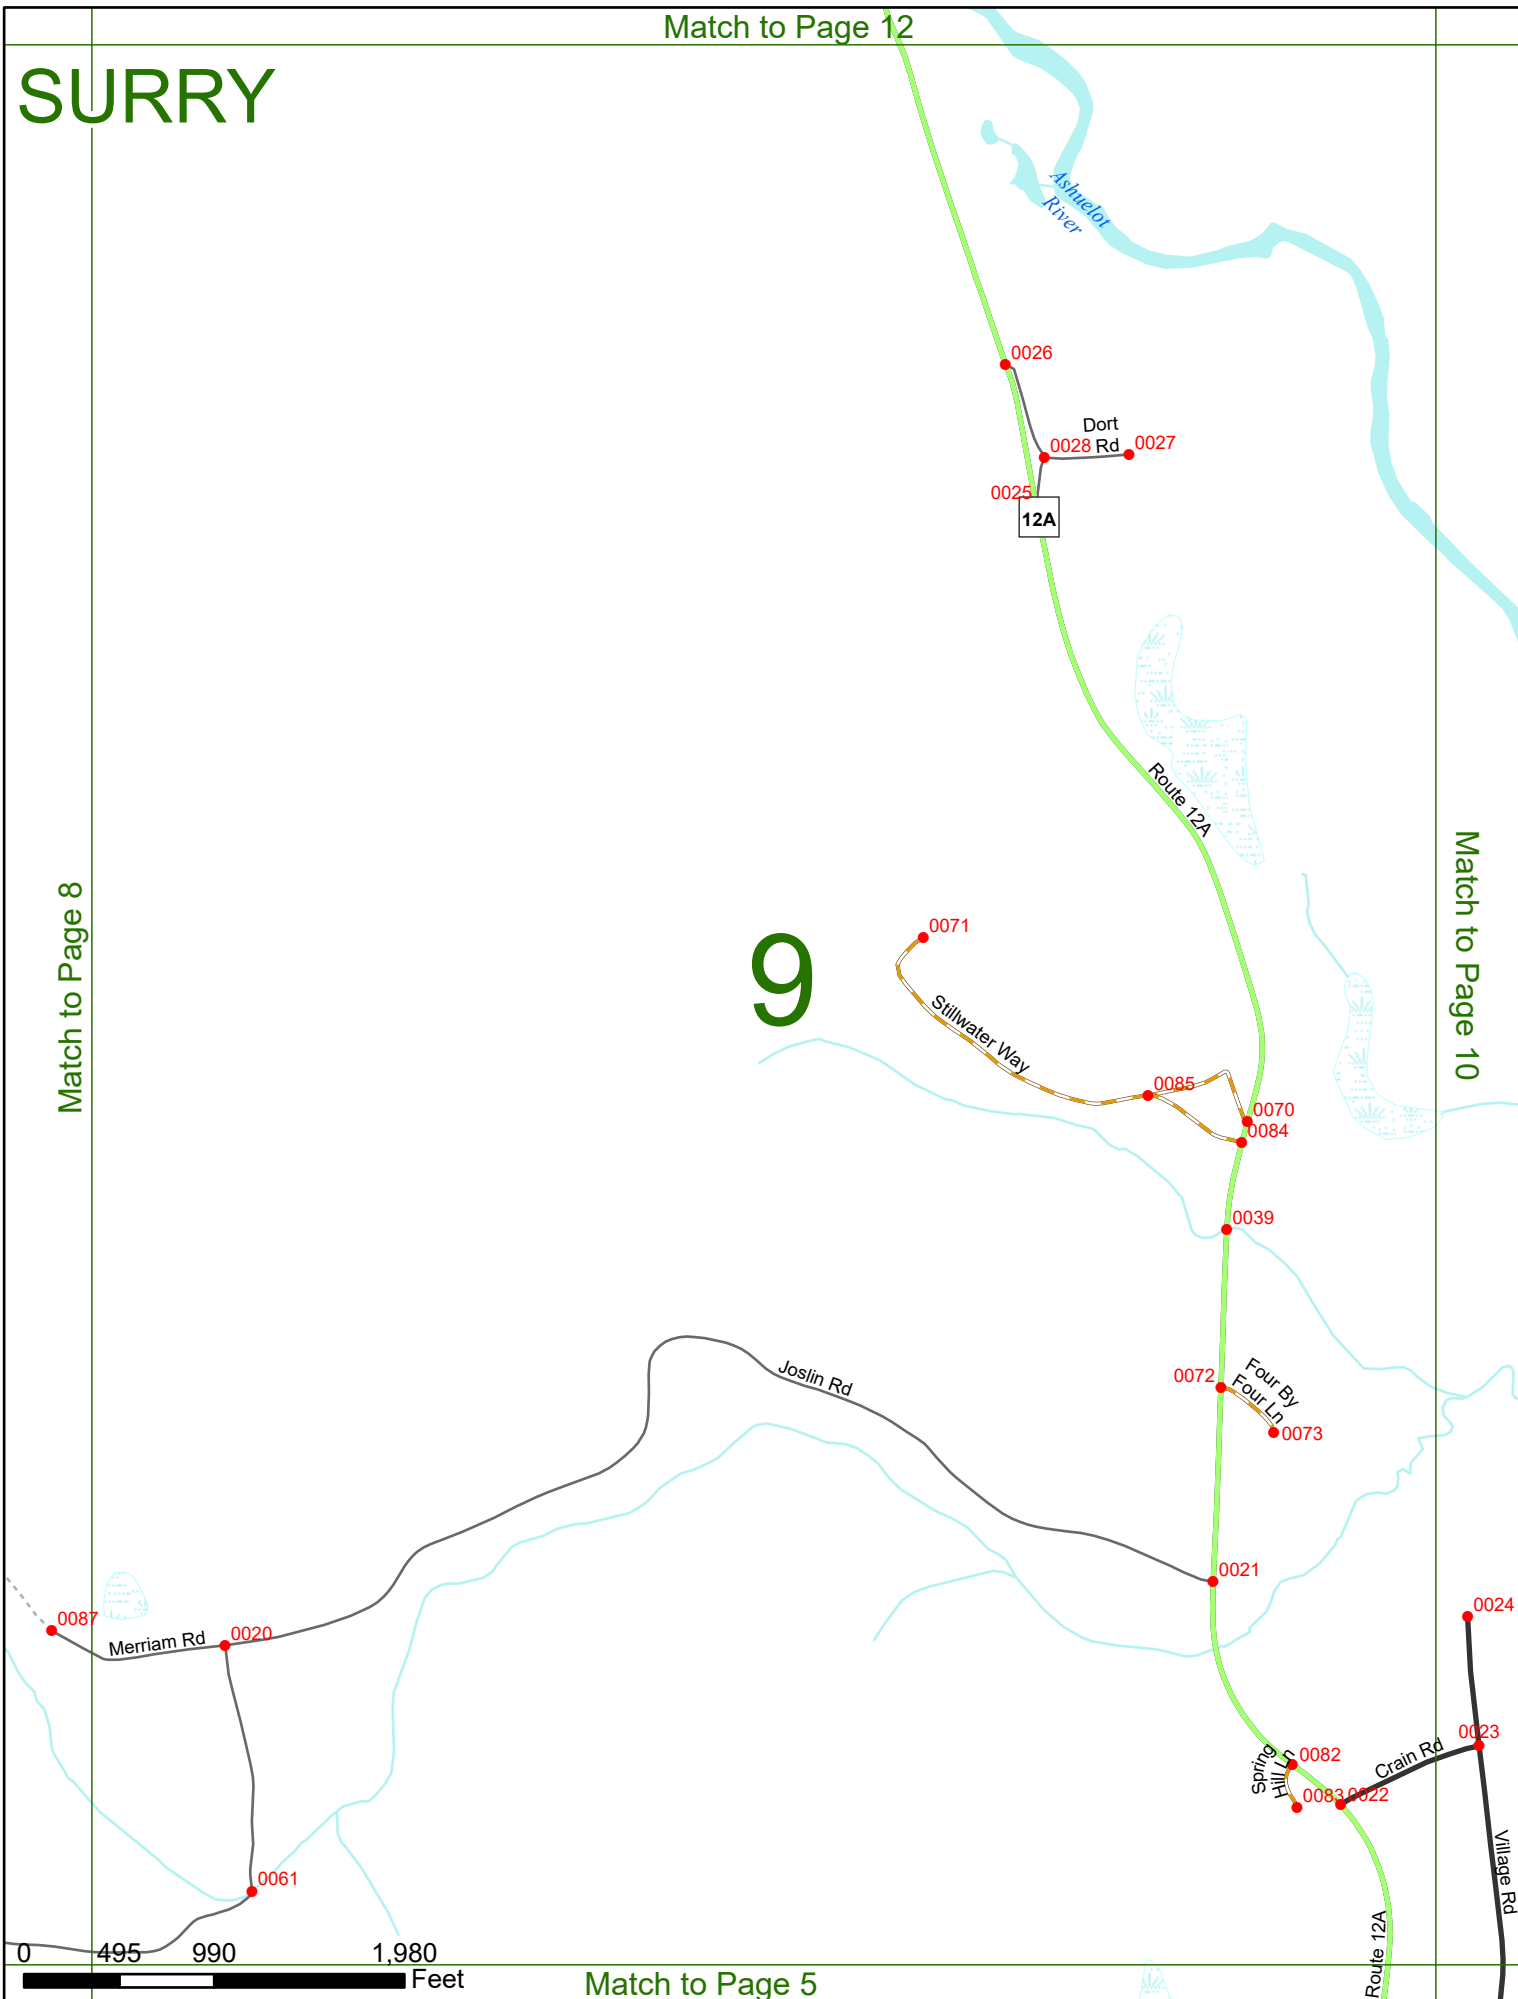 Match to Page 12
SURRY
Ashuelot
River
0026
Dort
Rd
0028
0027
0025
12A
Route 12A
Match to Page 8
Match to Page 10
9
0071
Stillwater Way
0085
0070
0084
0039
Joslin Rd
0072
Four By
Four Ln
0073
0021
0024
0087
Merriam Rd
0020
0023
Crain Rd
0082
Spring
Hill Ln
0083
0022
Village Rd
0061
Route 12A
0 495 990 1,980
Feet
Match to Page 5